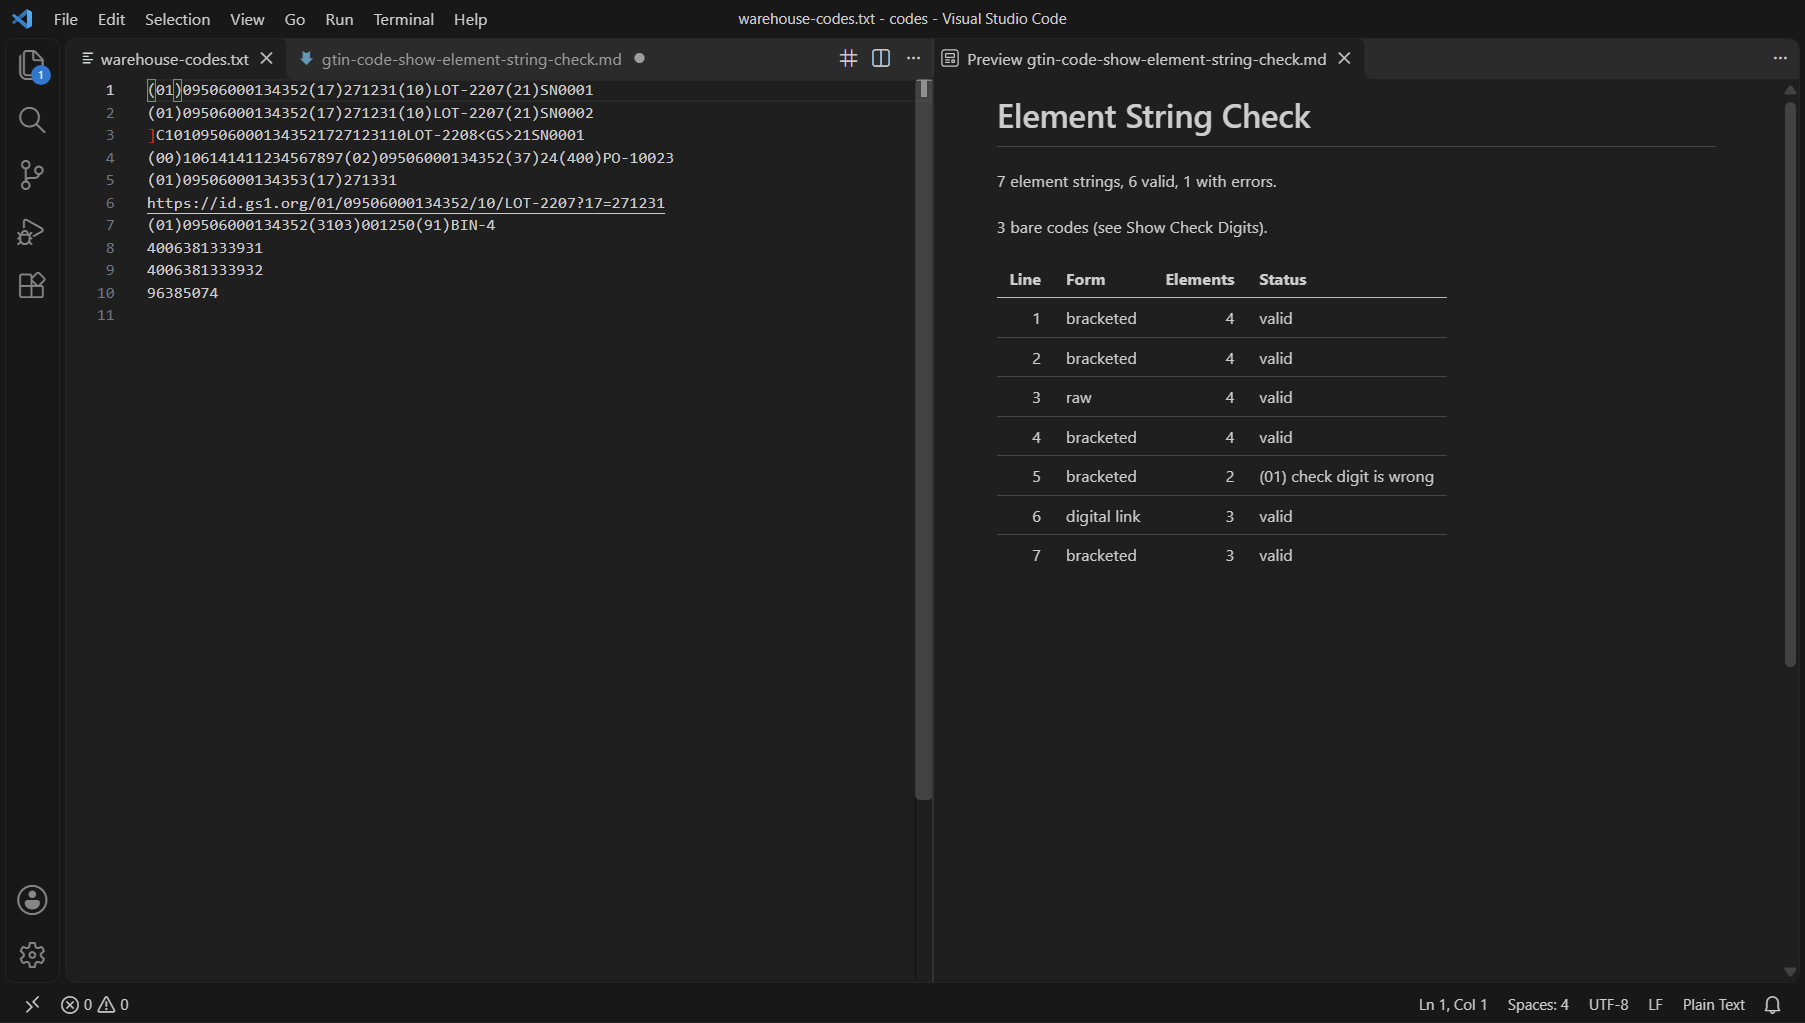 File Edit Selection View Go Run Terminal Help
warehouse-codes.txt - codes - Visual Studio Code
1
warehouse-codes.txt
gtin-code-show-element-string-check.md
1 (01)09506000134352(17)271231(10)LOT-2207(21)SN0001
2 (01)09506000134352(17)271231(10)LOT-2207(21)SN0002
3 ]C101095060001343521727123110LOT-2208<GS>21SN0001
4 (00)106141411234567897(02)09506000134352(37)24(400)PO-10023
5 (01)09506000134353(17)271331
6 https://id.gs1.org/01/09506000134352/10/LOT-2207?17=271231
7 (01)09506000134352(3103)001250(91)BIN-4
8 4006381333931
9 4006381333932
10 96385074
11
Preview gtin-code-show-element-string-check.md
Element String Check
7 element strings, 6 valid, 1 with errors.
3 bare codes (see Show Check Digits).
Line Form Elements Status
1 bracketed 4 valid
2 bracketed 4 valid
3 raw 4 valid
4 bracketed 4 valid
5 bracketed 2 (01) check digit is wrong
6 digital link 3 valid
7 bracketed 3 valid
0 0
Ln 1, Col 1 Spaces: 4 UTF-8 LF Plain Text